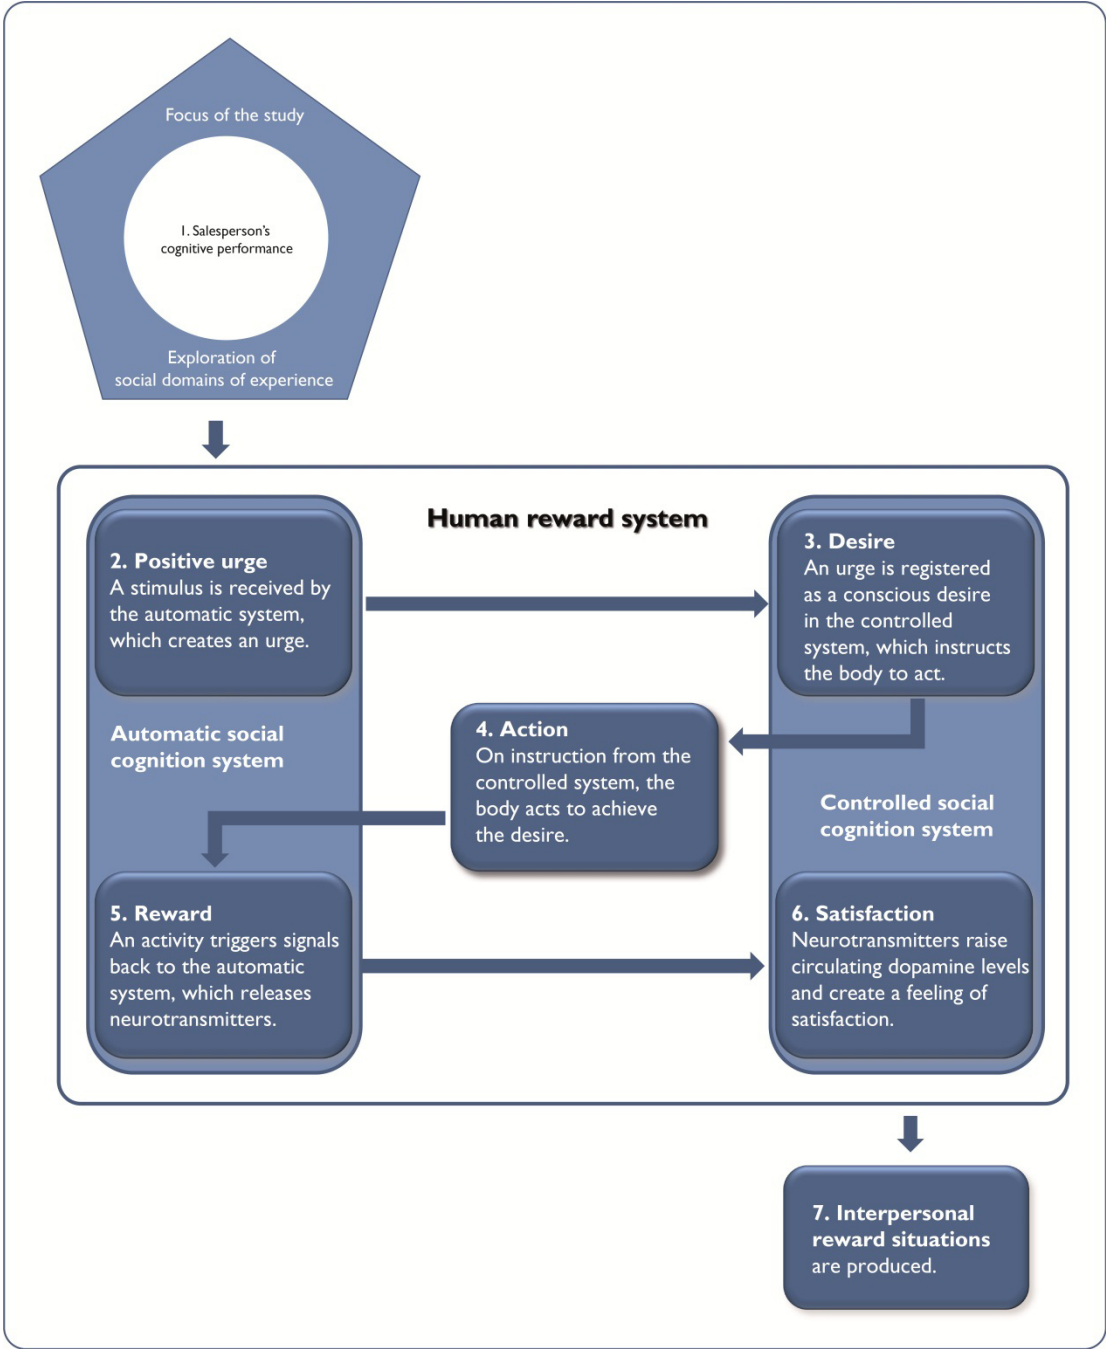 Focus of the study
1. Salesperson's
cognitive performance
Exploration of
social domains of experience
Human reward system
2. Positive urge
A stimulus is received by
the automatic system,
which creates an urge.
3. Desire
An urge is registered
as a conscious desire
in the controlled
system, which instructs
the body to act.
Automatic social
cognition system
4. Action
On instruction from the
controlled system, the
body acts to achieve
the desire.
Controlled social
cognition system
5. Reward
An activity triggers signals
back to the automatic
system, which releases
neurotransmitters.
6. Satisfaction
Neurotransmitters raise
circulating dopamine levels
and create a feeling of
satisfaction.
7. Interpersonal
reward situations
are produced.